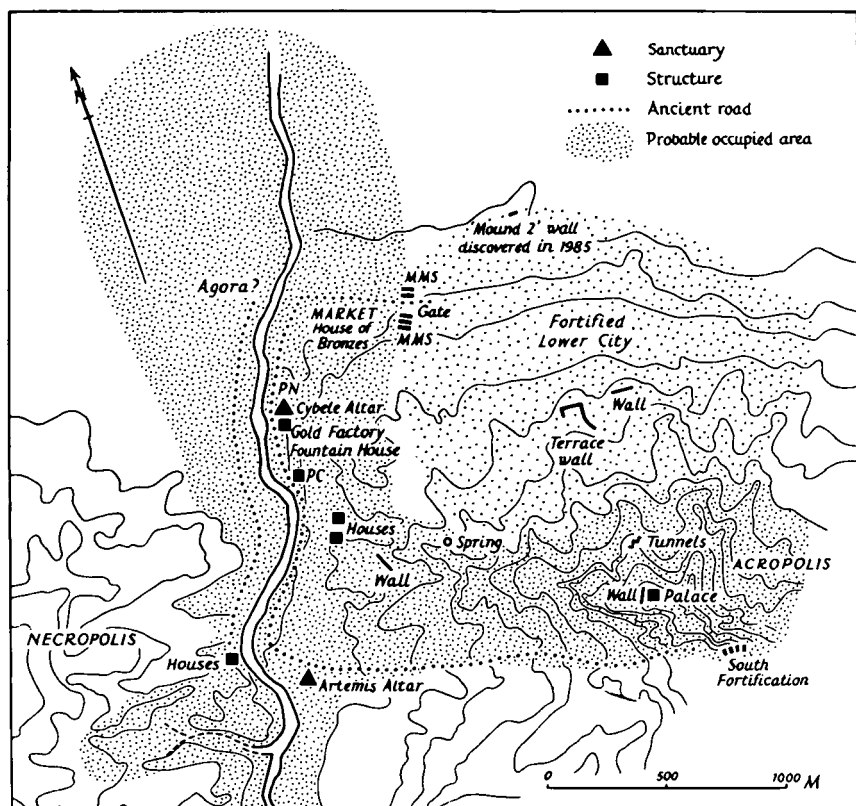 N
Sanctuary
Structure
Ancient road
Probable occupied area
Mound 2' wall
discovered in 1985
MMS
Agora?
MARKET
House of
Bronzes
Gate
MMS
Fortified
Lower City
PN
Cybele Altar
Gold Factory
Fountain House
Wall
Terrace
wall
PC
Houses
Spring
Tunnels
Wall
ACROPOLIS
Wall
Palace
NECROPOLIS
Houses
Artemis Altar
South
Fortification
0 500 1000 M